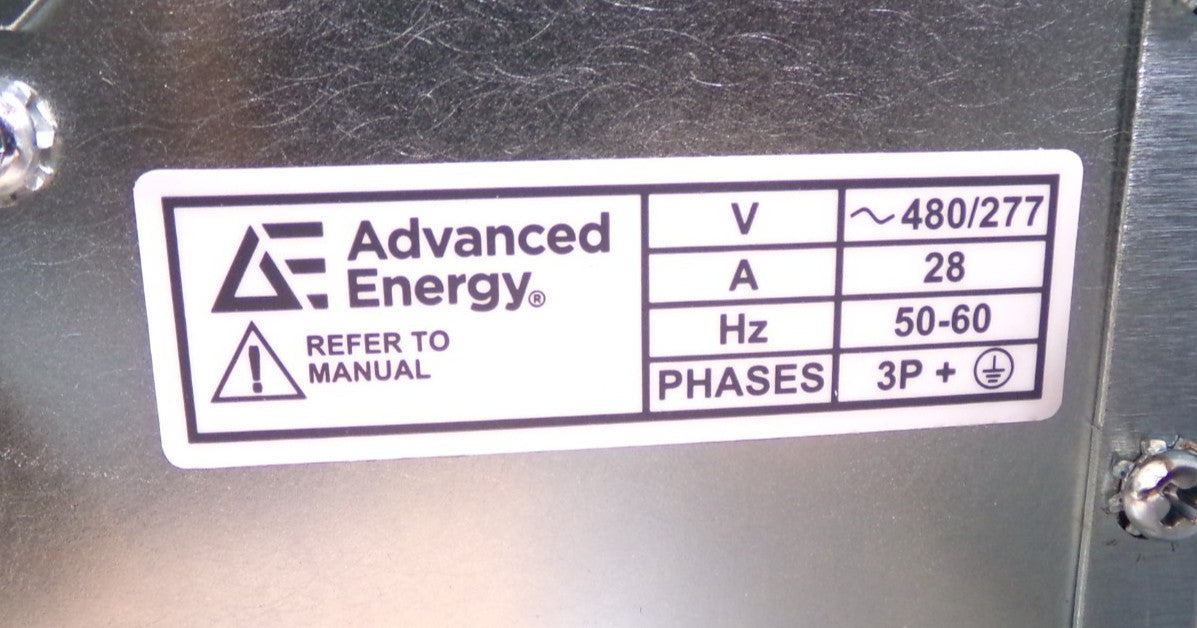 Advanced
Energy®
REFER TO
MANUAL
V ~480/277
A 28
Hz 50-60
PHASES 3P + ⏚